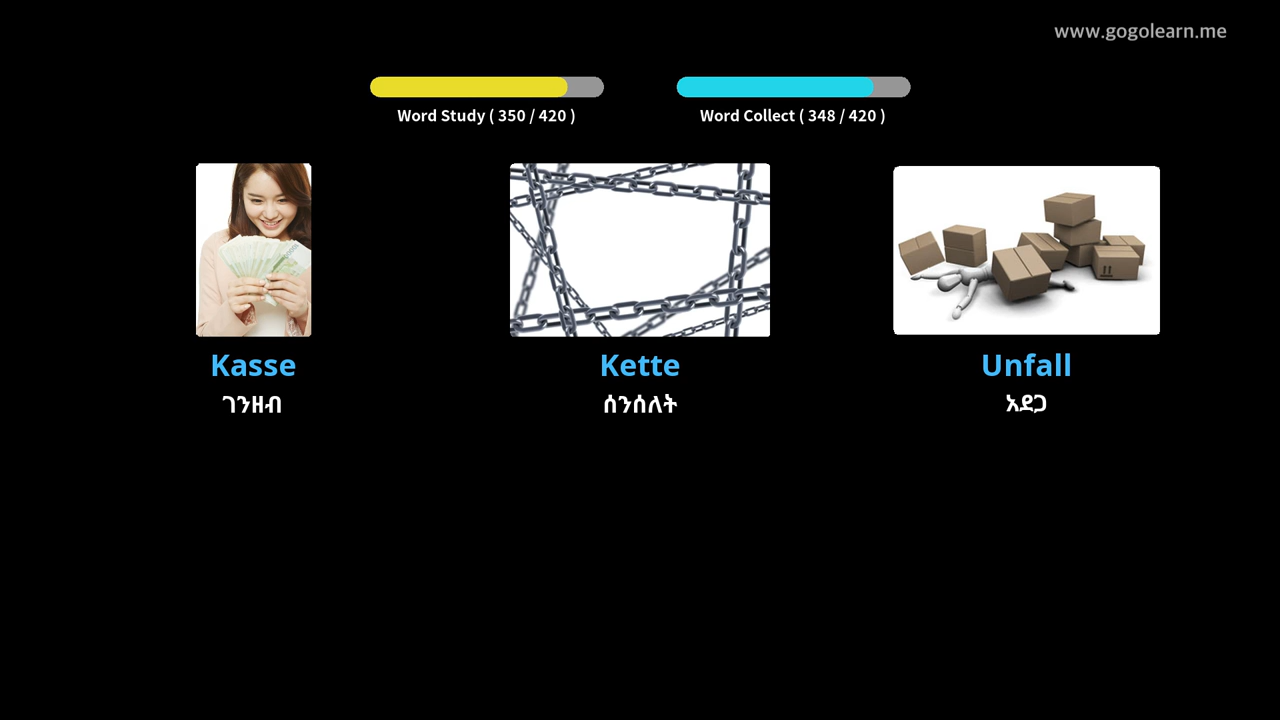 www.gogolearn.me
Word Study ( 350 / 420 )
Word Collect ( 348 / 420 )
Kasse
Kette
Unfall
ገንዘብ
ሰንሰለት
አደጋ